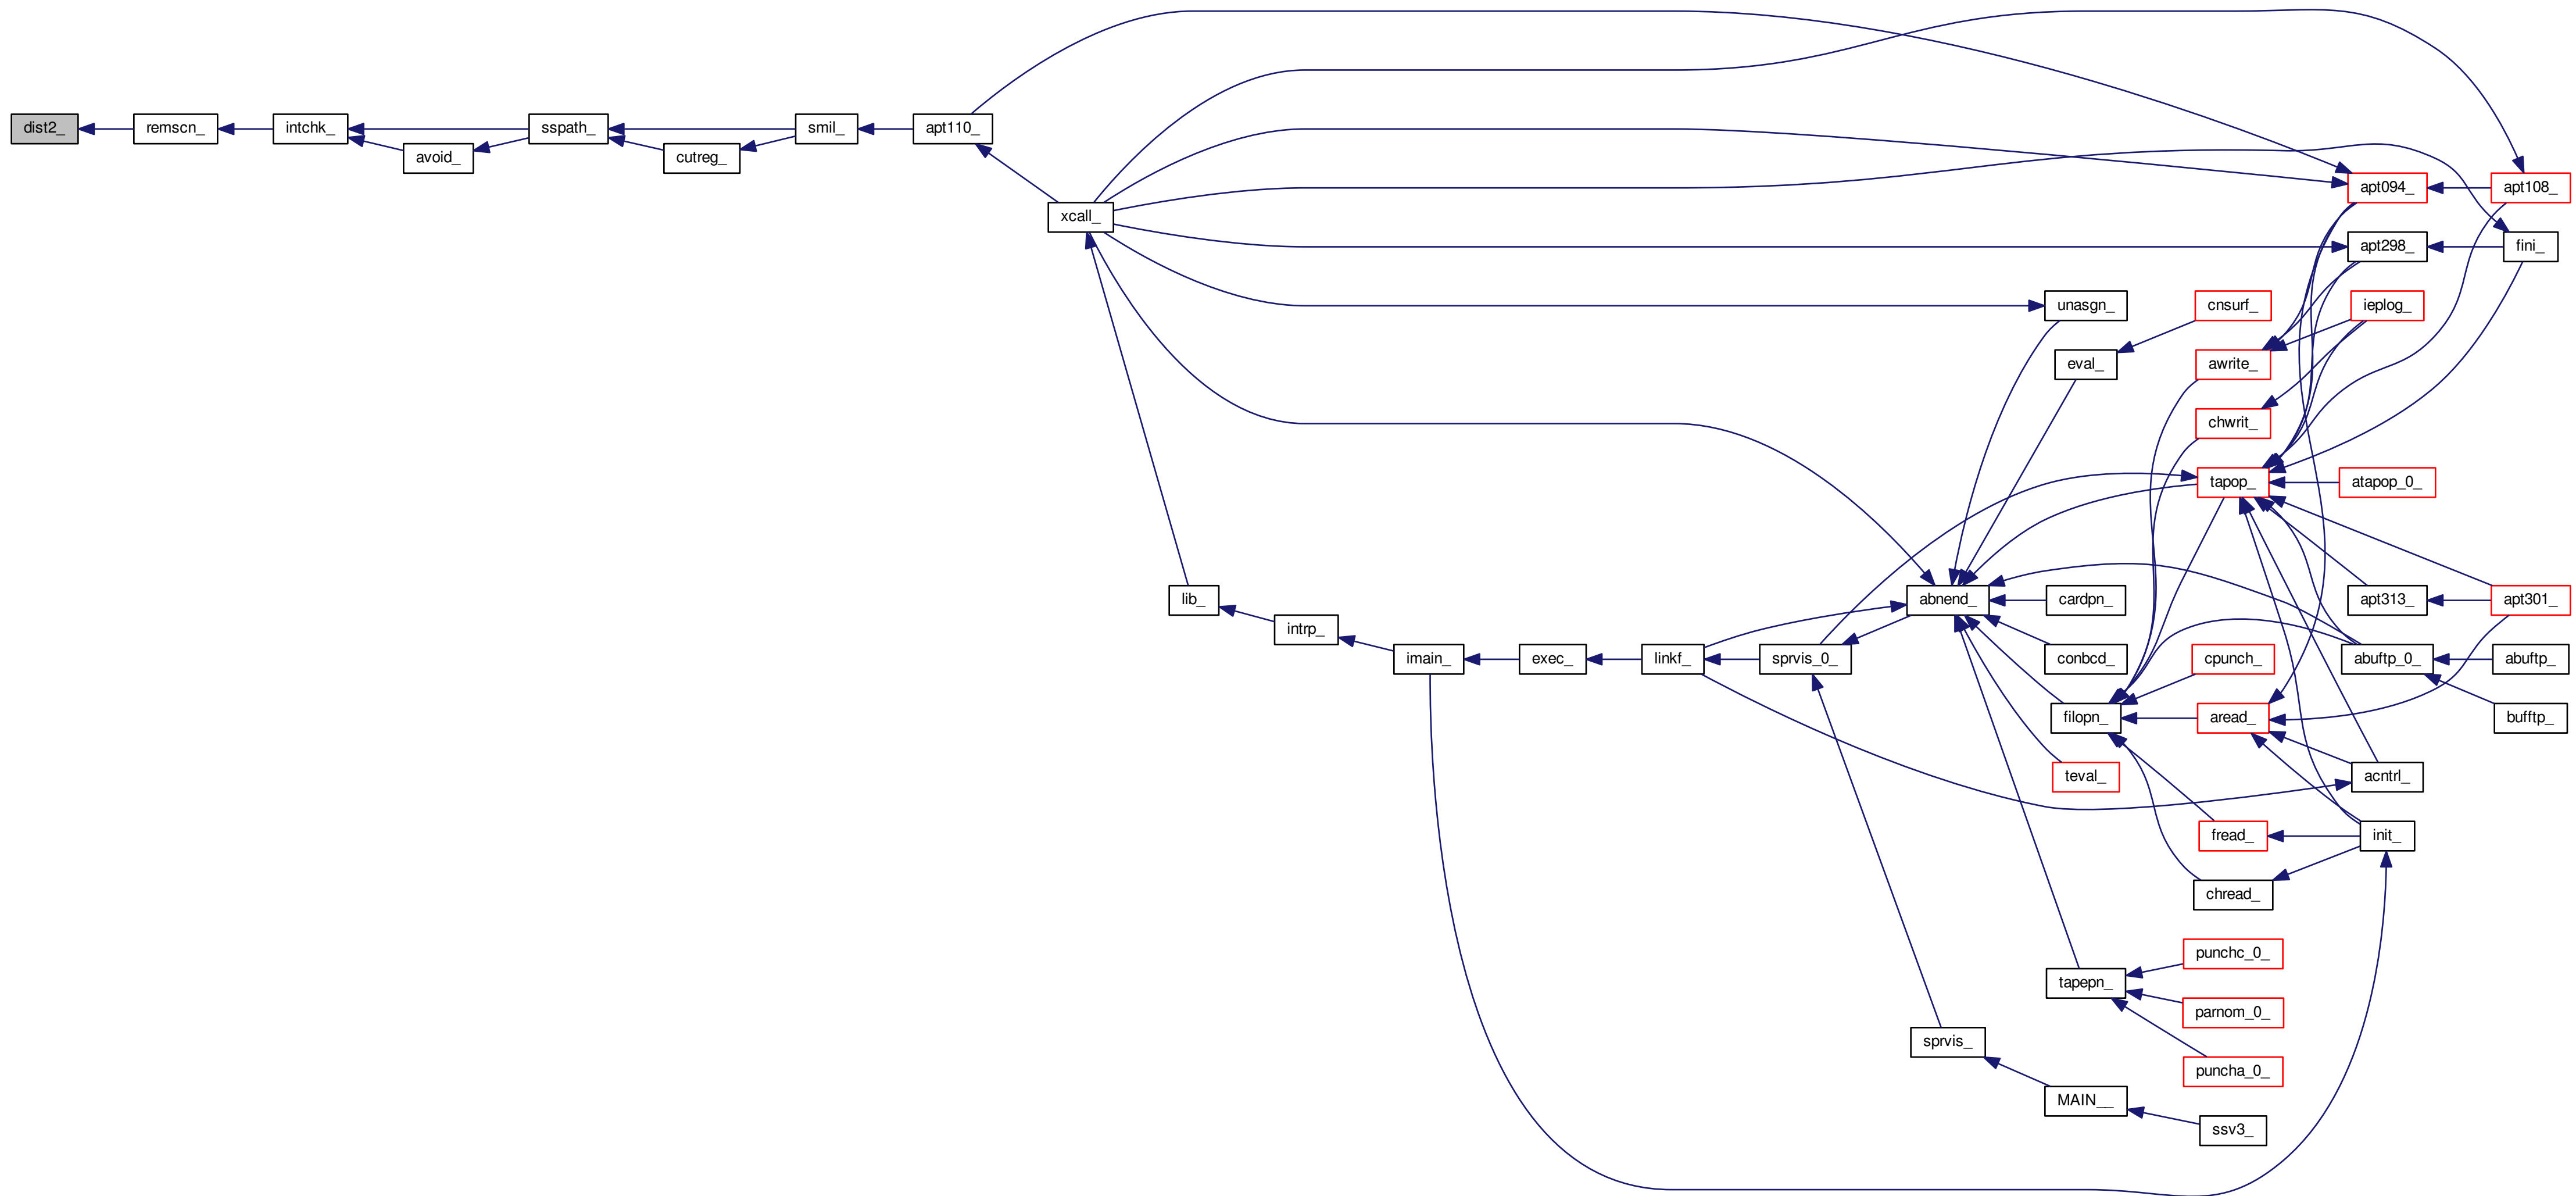 dist2_
remscn_
intchk_
avoid_
sspath_
cutreg_
smil_
apt110_
xcall_
apt094_
apt108_
apt298_
fini_
unasgn_
cnsurf_
ieplog_
eval_
awrite_
chwrit_
tapop_
atapop_0_
lib_
abnend_
cardpn_
apt313_
apt301_
intrp_
imain_
exec_
linkf_
sprvis_0_
conbcd_
cpunch_
abuftp_0_
abuftp_
filopn_
aread_
bufftp_
teval_
acntrl_
fread_
init_
chread_
punchc_0_
tapepn_
parnom_0_
sprvis_
puncha_0_
MAIN__
ssv3_